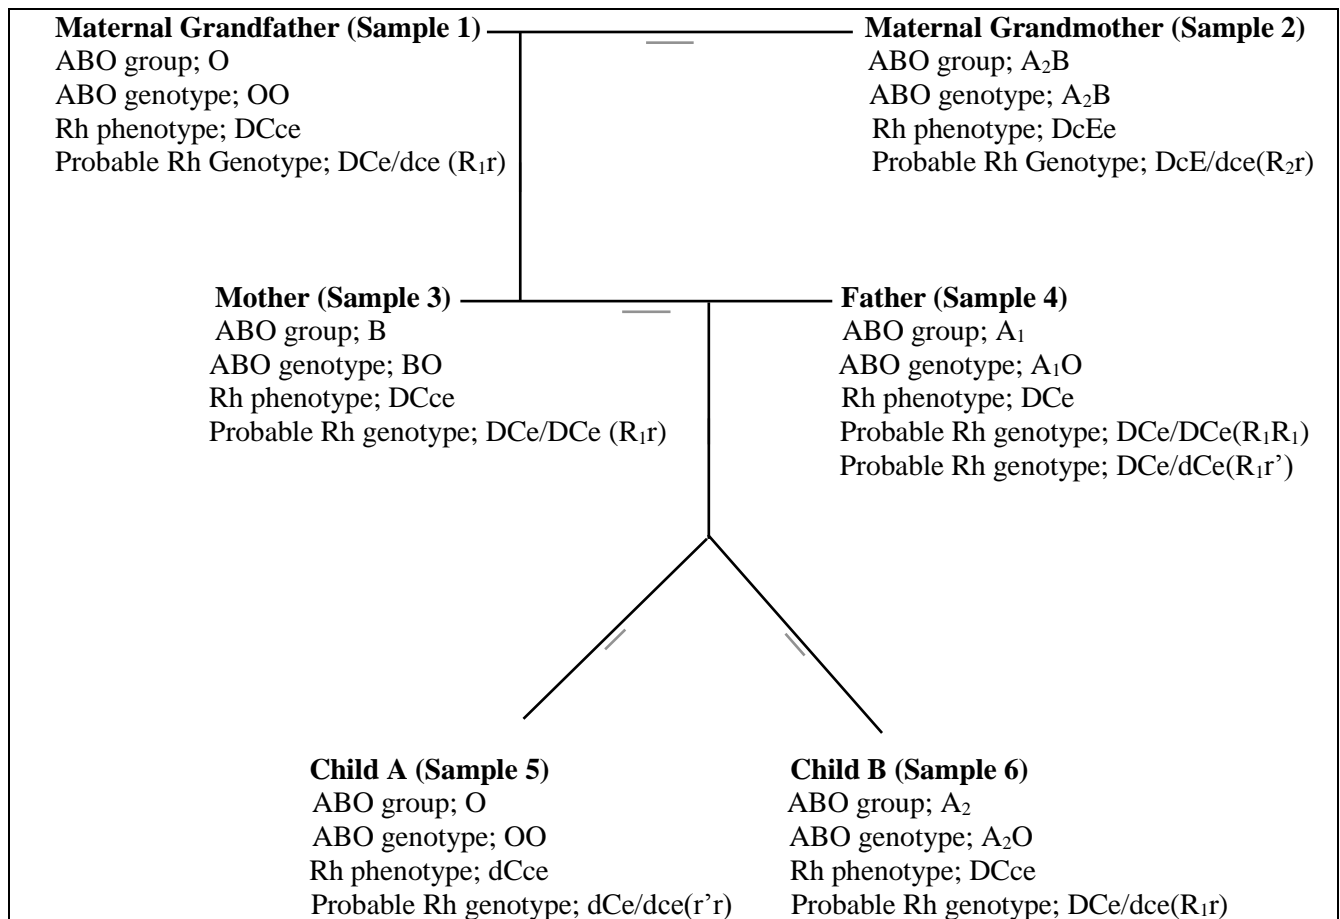 Maternal Grandfather (Sample 1)
ABO group; O
ABO genotype; OO
Rh phenotype; DCce
Probable Rh Genotype; DCe/dce (R₁r)
Maternal Grandmother (Sample 2)
ABO group; A₂B
ABO genotype; A₂B
Rh phenotype; DcEe
Probable Rh Genotype; DcE/dce(R₂r)
Mother (Sample 3)
ABO group; B
ABO genotype; BO
Rh phenotype; DCce
Probable Rh genotype; DCe/DCe (R₁r)
Father (Sample 4)
ABO group; A₁
ABO genotype; A₁O
Rh phenotype; DCe
Probable Rh genotype; DCe/DCe(R₁R₁)
Probable Rh genotype; DCe/dCe(R₁r’)
Child A (Sample 5)
ABO group; O
ABO genotype; OO
Rh phenotype; dCce
Probable Rh genotype; dCe/dce(r’r)
Child B (Sample 6)
ABO group; A₂
ABO genotype; A₂O
Rh phenotype; DCce
Probable Rh genotype; DCe/dce(R₁r)